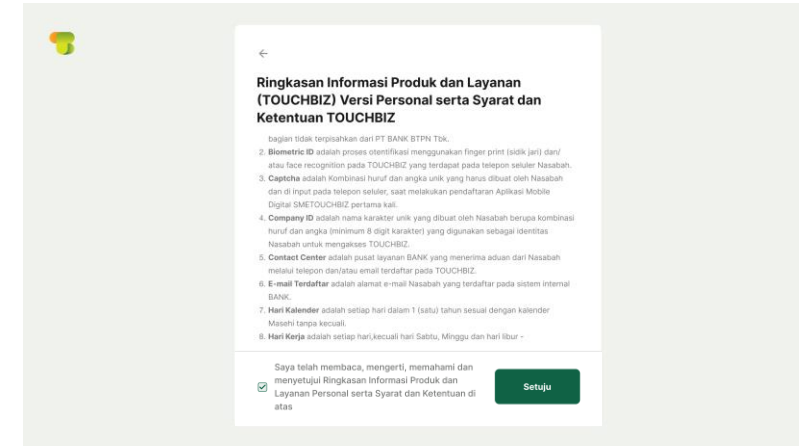 Ringkasan Informasi Produk dan Layanan
(TOUCHBIZ) Versi Personal serta Syarat dan
Ketentuan TOUCHBIZ
bagian tidak terpisahkan dari PT BANK BTPN Tbk.
2. Biometric ID adalah proses otentifikasi menggunakan finger print (sidik jari) dan/
atau face recognition pada TOUCHBIZ yang terdapat pada telepon seluler Nasabah.
3. Captcha adalah Kombinasi huruf dan angka unik yang harus dibuat oleh Nasabah
dan di input pada telepon seluler, saat melakukan pendaftaran Aplikasi Mobile
Digital SMETOUCHBIZ pertama kali.
4. Company ID adalah nama karakter unik yang dibuat oleh Nasabah berupa kombinasi
huruf dan angka (minimum 8 digit karakter) yang digunakan sebagai identitas
Nasabah untuk mengakses TOUCHBIZ.
5. Contact Center adalah pusat layanan BANK yang menerima aduan dari Nasabah
melalui telepon dan/atau email terdaftar pada TOUCHBIZ.
6. E-mail Terdaftar adalah alamat e-mail Nasabah yang terdaftar pada sistem internal
BANK.
7. Hari Kalender adalah setiap hari dalam 1 (satu) tahun sesuai dengan kalender
Masehi tanpa kecuali.
8. Hari Kerja adalah setiap hari,kecuali hari Sabtu, Minggu dan hari libur -
Saya telah membaca, mengerti, memahami dan
menyetujui Ringkasan Informasi Produk dan
Layanan Personal serta Syarat dan Ketentuan di
atas
Setuju